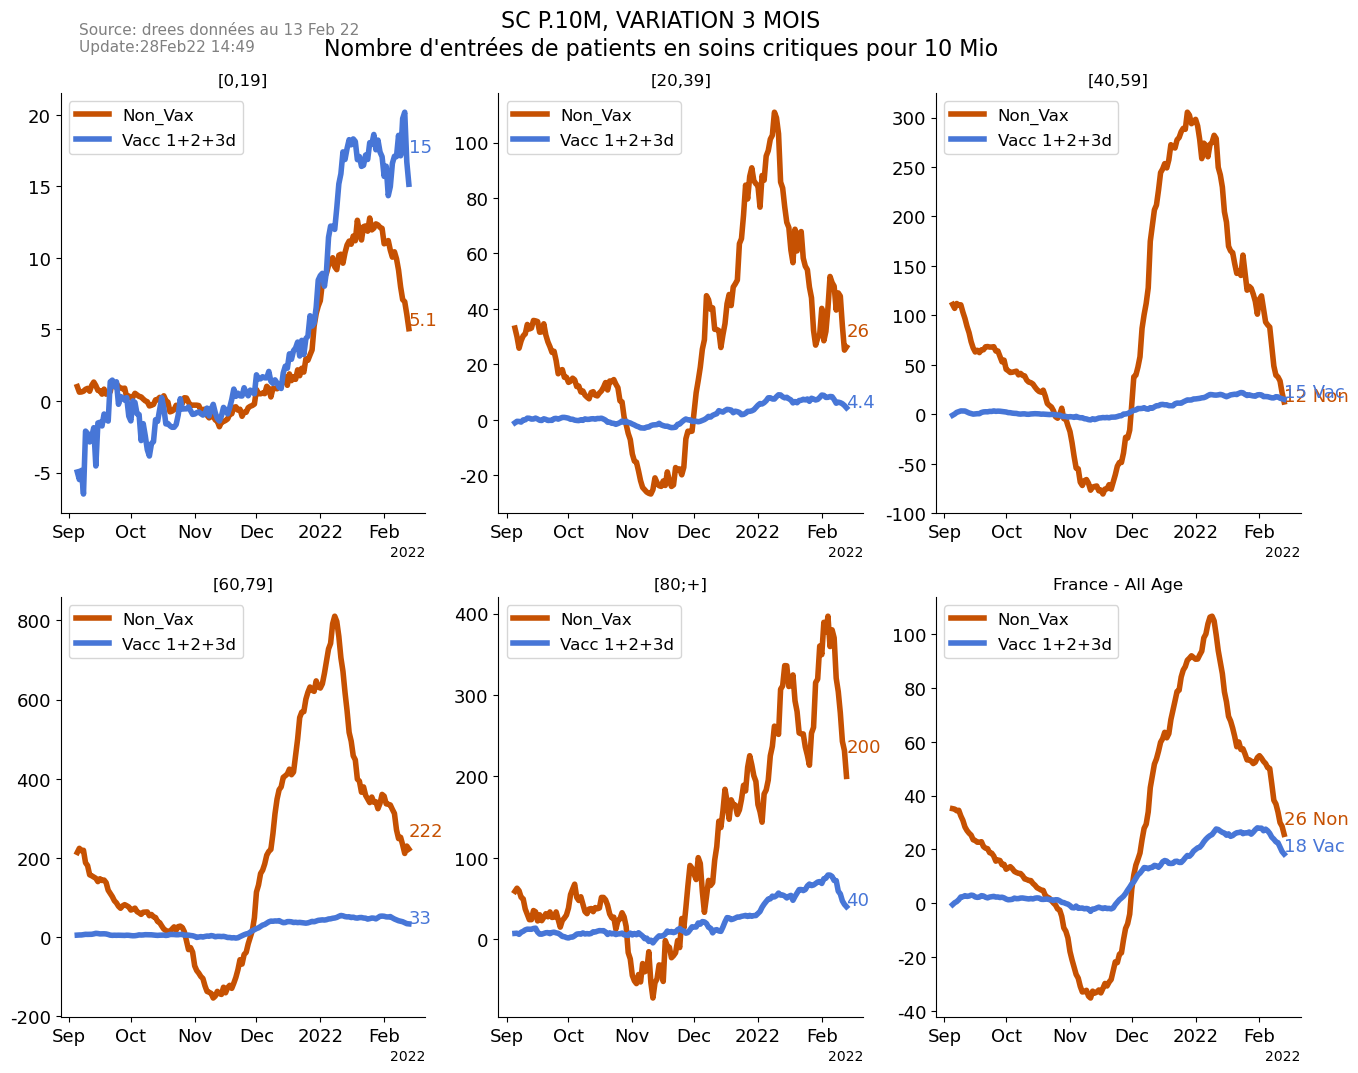 Source: drees données au 13 Feb 22
Update:28Feb22 14:49
SC P.10M, VARIATION 3 MOIS
Nombre d'entrées de patients en soins critiques pour 10 Mio
[0,19]
Non_Vax
Vacc 1+2+3d
20
15
10
5
0
-5
15
5.1
Sep Oct Nov Dec 2022 Feb
2022
[20,39]
Non_Vax
Vacc 1+2+3d
100
80
60
40
20
0
-20
26
4.4
Sep Oct Nov Dec 2022 Feb
2022
[40,59]
Non_Vax
Vacc 1+2+3d
300
250
200
150
100
50
0
-50
-100
15 Vac
12 Non
Sep Oct Nov Dec 2022 Feb
2022
[60,79]
Non_Vax
Vacc 1+2+3d
800
600
400
200
0
-200
222
33
Sep Oct Nov Dec 2022 Feb
2022
[80;+]
Non_Vax
Vacc 1+2+3d
400
300
200
100
0
200
40
Sep Oct Nov Dec 2022 Feb
2022
France - All Age
Non_Vax
Vacc 1+2+3d
100
80
60
40
20
0
-20
-40
26 Non
18 Vac
Sep Oct Nov Dec 2022 Feb
2022